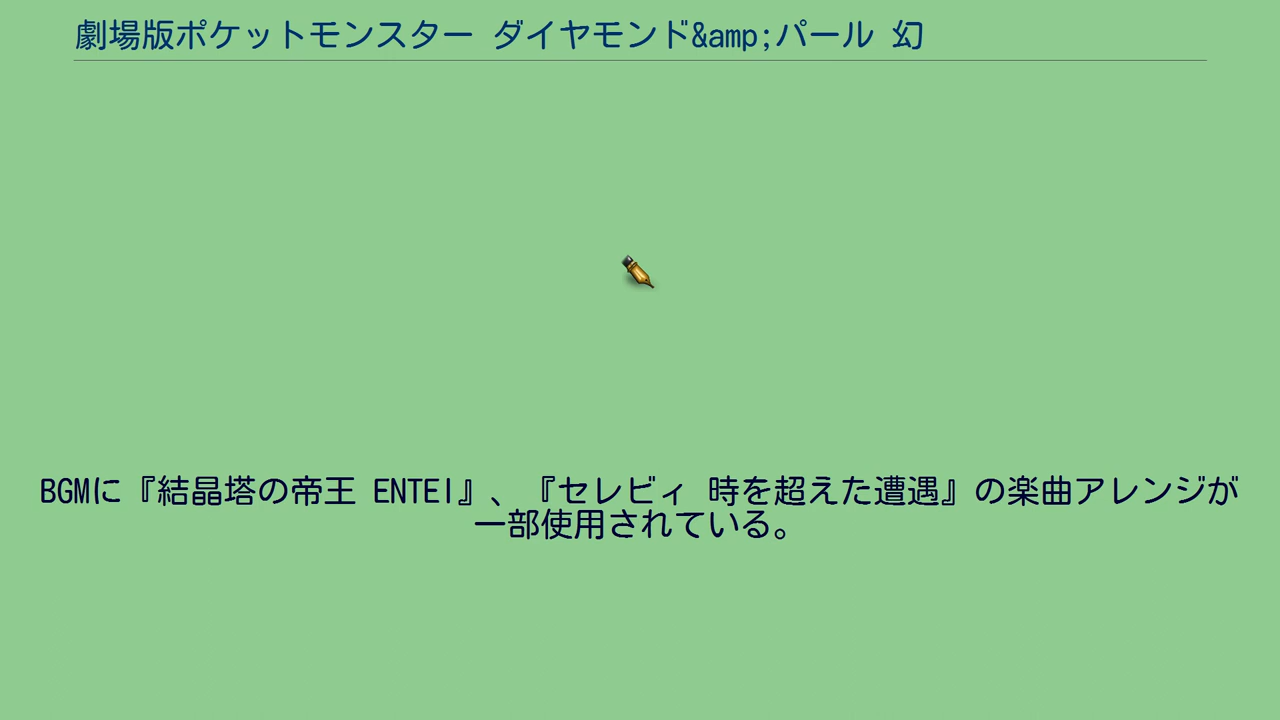 劇場版ポケットモンスター ダイヤモンド&amp;パール 幻
BGMに『結晶塔の帝王 ENTEI』、『セレビィ 時を超えた遭遇』の楽曲アレンジが
一部使用されている。